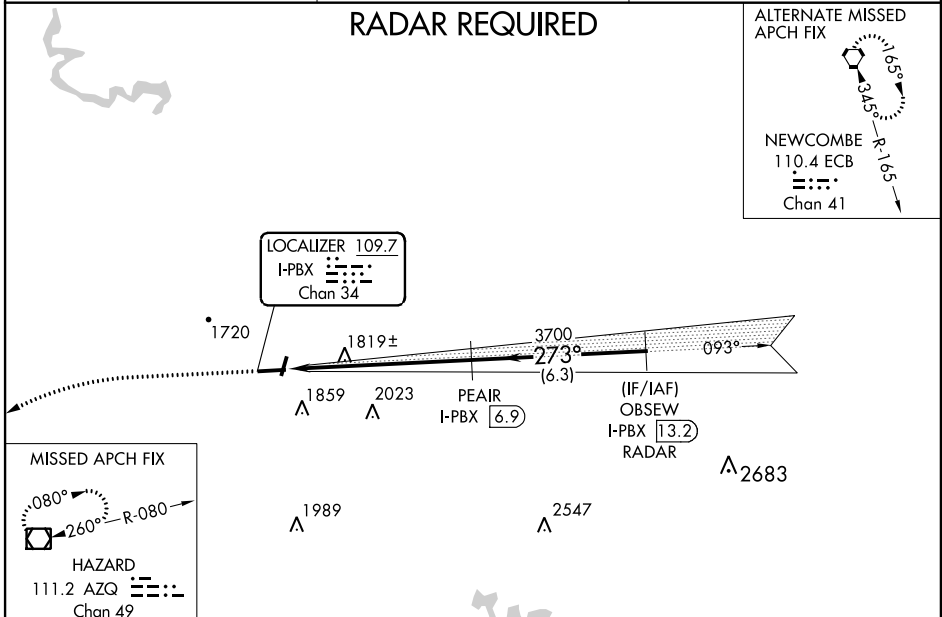 RADAR REQUIRED
ALTERNATE MISSED
APCH FIX
165°
345°
R-165
NEWCOMBE
110.4 ECB
Chan 41
LOCALIZER 109.7
I-PBX
Chan 34
1720
1819±
3700
273°
(6.3)
093°
1859
2023
PEAIR
I-PBX 6.9
(IF/IAF)
OBSEW
I-PBX 13.2
RADAR
2683
1989
2547
MISSED APCH FIX
080°
260°
R-080
HAZARD
111.2 AZQ
Chan 49